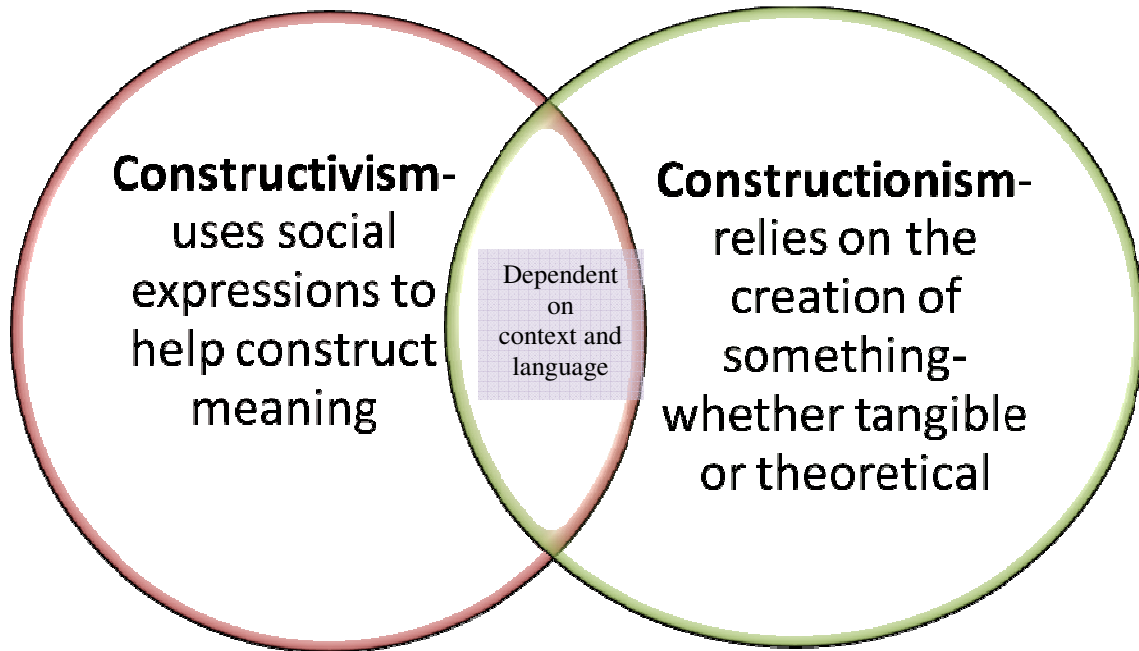 Constructivism-
uses social
expressions to
help construct
meaning
Dependent
on
context and
language
Constructionism-
relies on the
creation of
something-
whether tangible
or theoretical